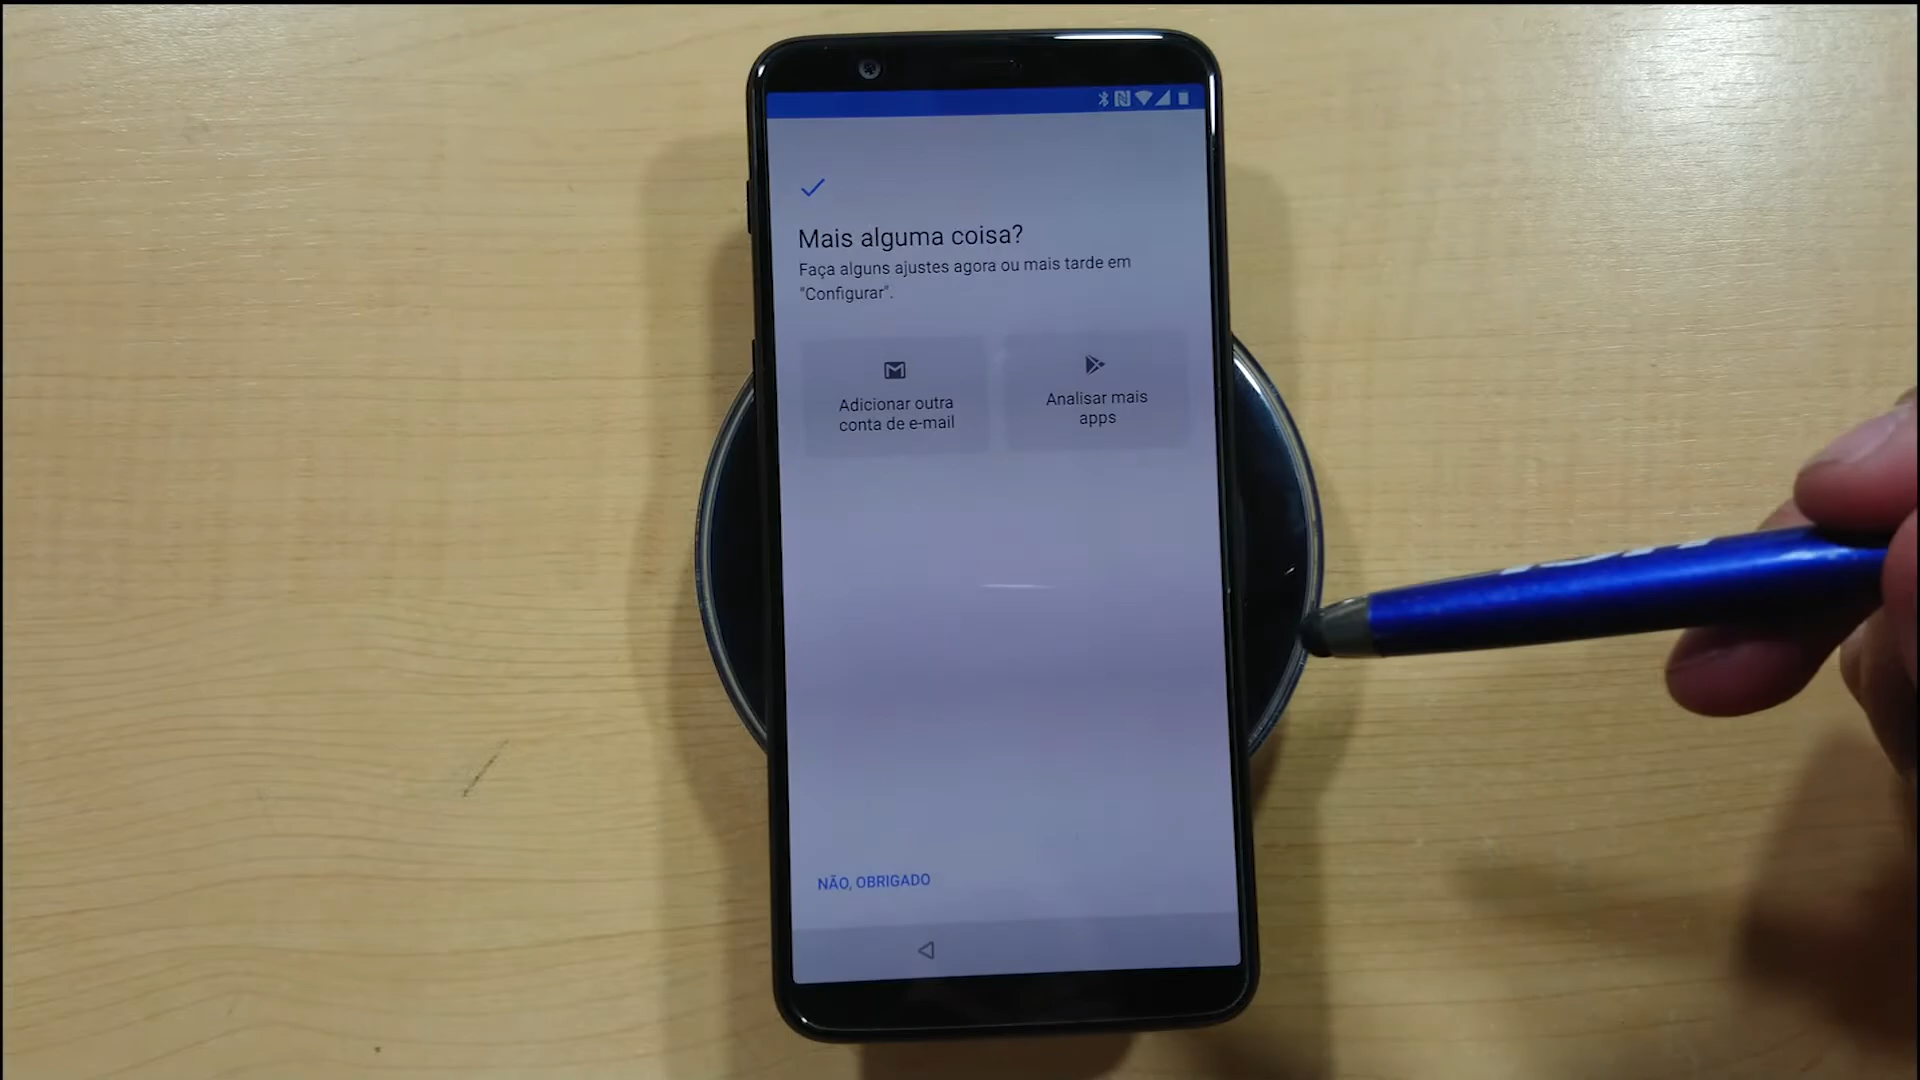 Mais alguma coisa?
Faça alguns ajustes agora ou mais tarde em
"Configurar".
Adicionar outra
conta de e-mail
Analisar mais
apps
NÃO, OBRIGADO